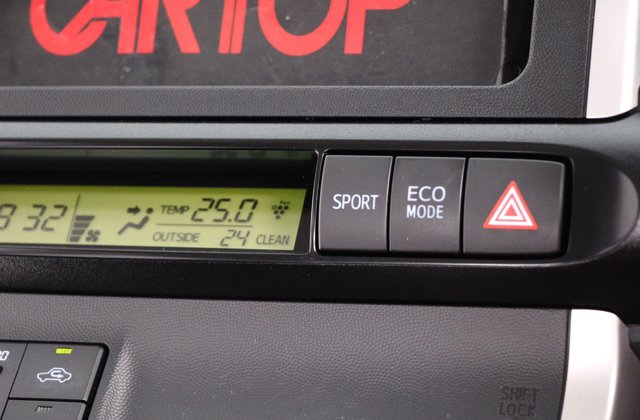 CARTOP
8 32
TEMP 25.0
OUTSIDE 24 CLEAN
SPORT
ECO
MODE
SHIFT
LOCK